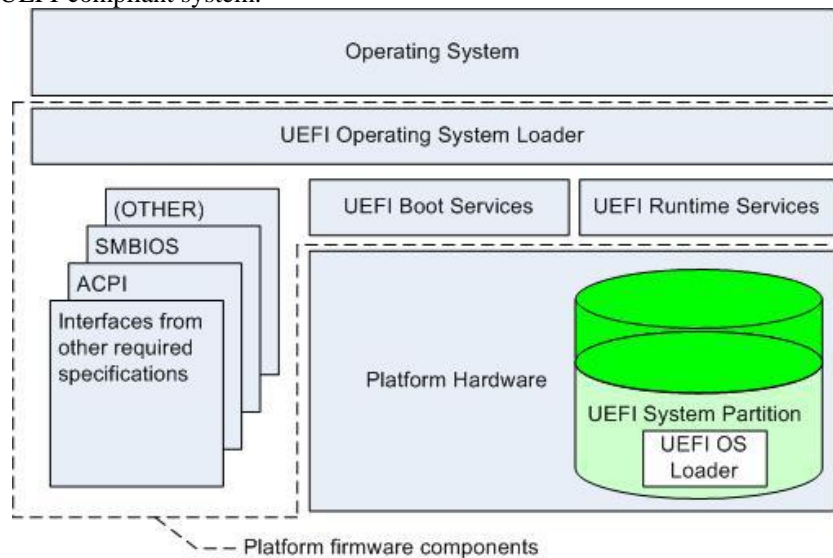 UEFI compliant system.
Operating System
UEFI Operating System Loader
(OTHER)
SMBIOS
ACPI
Interfaces from
other required
specifications
UEFI Boot Services
UEFI Runtime Services
Platform Hardware
UEFI System Partition
UEFI OS
Loader
Platform firmware components